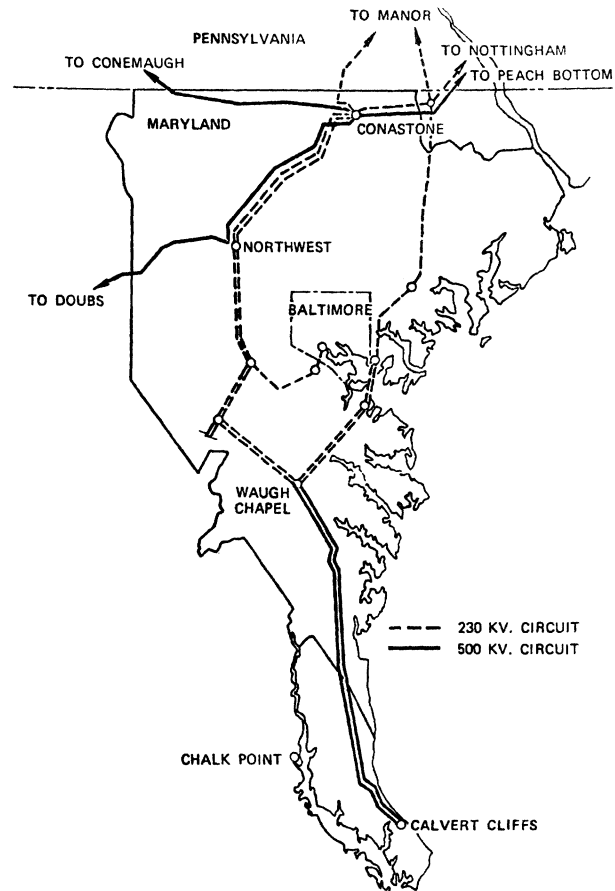 TO MANOR
PENNSYLVANIA
TO NOTTINGHAM
TO CONEMAUGH
TO PEACH BOTTOM
MARYLAND
CONASTONE
NORTHWEST
TO DOUBS
BALTIMORE
WAUGH
CHAPEL
230 KV. CIRCUIT
500 KV. CIRCUIT
CHALK POINT
CALVERT CLIFFS